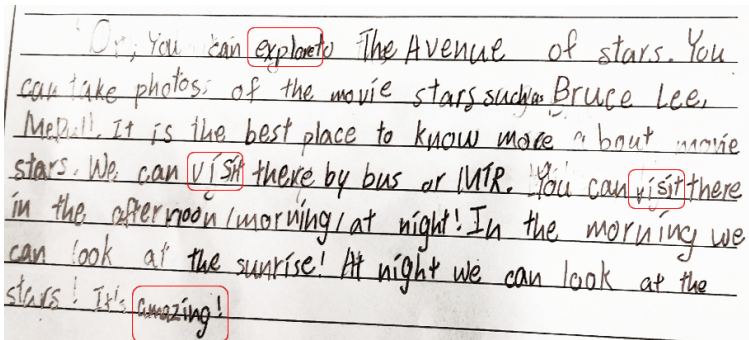 Or, You can explore to The Avenue of stars. You
can take photos of the movie stars such as Bruce Lee,
McDull. It is the best place to know more about movie
stars. We can visit there by bus or MTR. You can visit there
in the afternoon/morning/at night! In the morning we
can look at the sunrise! At night we can look at the
stars! It's amazing!